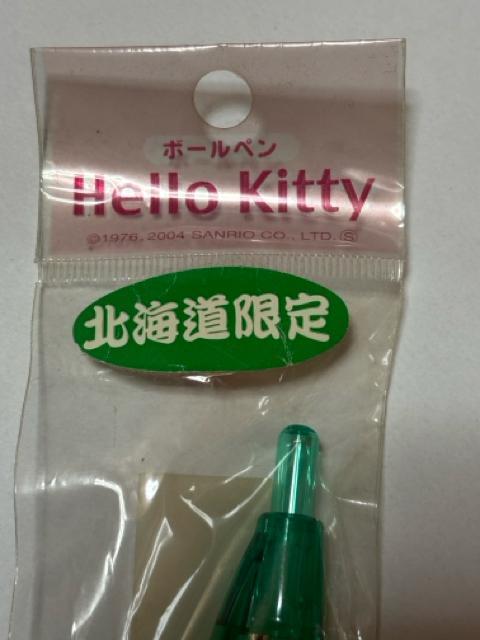 ボールペン
Hello Kitty
©1976, 2004 SANRIO CO., LTD. Ⓢ
北海道限定